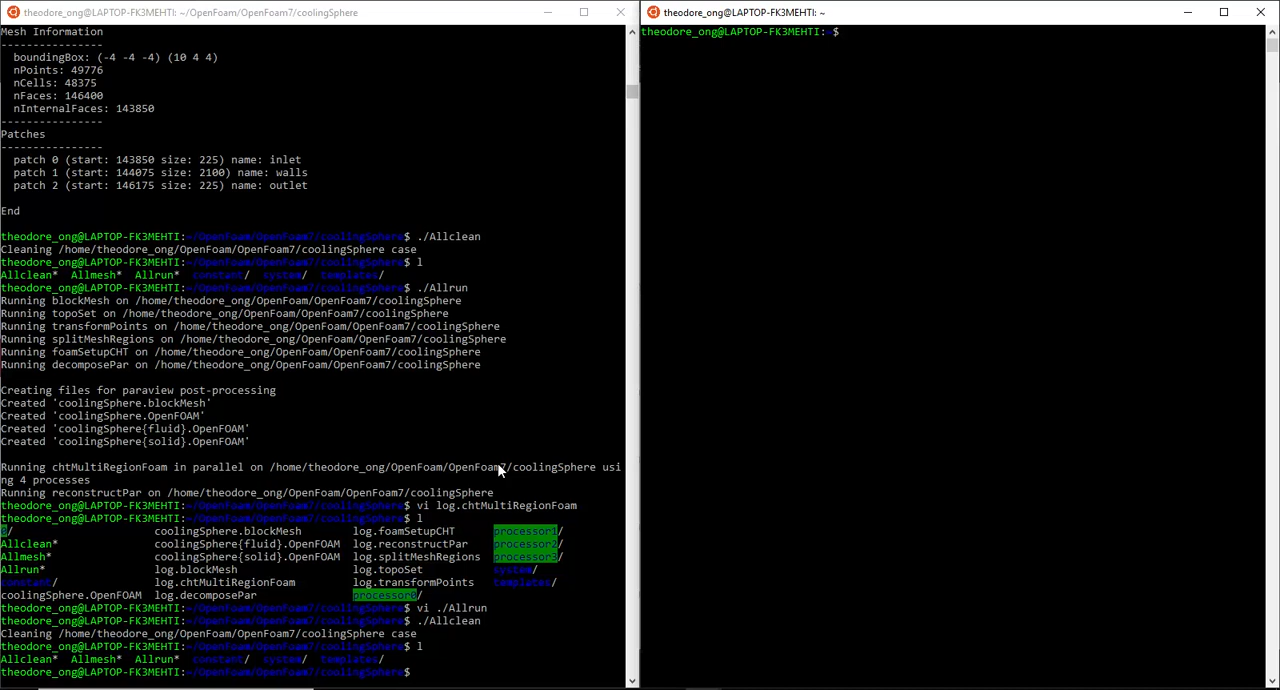 theodore_ong@LAPTOP-FK3MEHTI: ~/OpenFoam/OpenFoam7/coolingSphere
Mesh Information
----------------
boundingBox: (-4 -4 -4) (10 4 4)
nPoints: 49776
nCells: 48375
nFaces: 146400
nInternalFaces: 143850
----------------
Patches
----------------
patch 0 (start: 143850 size: 225) name: inlet
patch 1 (start: 144075 size: 2100) name: walls
patch 2 (start: 146175 size: 225) name: outlet
End
theodore_ong@LAPTOP-FK3MEHTI:~/OpenFoam/OpenFoam7/coolingSphere$ ./Allclean
Cleaning /home/theodore_ong/OpenFoam/OpenFoam7/coolingSphere case
theodore_ong@LAPTOP-FK3MEHTI:~/OpenFoam/OpenFoam7/coolingSphere$ l
Allclean* Allmesh* Allrun* constant/ system/ templates/
theodore_ong@LAPTOP-FK3MEHTI:~/OpenFoam/OpenFoam7/coolingSphere$ ./Allrun
Running blockMesh on /home/theodore_ong/OpenFoam/OpenFoam7/coolingSphere
Running topoSet on /home/theodore_ong/OpenFoam/OpenFoam7/coolingSphere
Running transformPoints on /home/theodore_ong/OpenFoam/OpenFoam7/coolingSphere
Running splitMeshRegions on /home/theodore_ong/OpenFoam/OpenFoam7/coolingSphere
Running foamSetupCHT on /home/theodore_ong/OpenFoam/OpenFoam7/coolingSphere
Running decomposePar on /home/theodore_ong/OpenFoam/OpenFoam7/coolingSphere
Creating files for paraview post-processing
Created 'coolingSphere.blockMesh'
Created 'coolingSphere.OpenFOAM'
Created 'coolingSphere{fluid}.OpenFOAM'
Created 'coolingSphere{solid}.OpenFOAM'
Running chtMultiRegionFoam in parallel on /home/theodore_ong/OpenFoam/OpenFoam7/coolingSphere usi
ng 4 processes
Running reconstructPar on /home/theodore_ong/OpenFoam/OpenFoam7/coolingSphere
theodore_ong@LAPTOP-FK3MEHTI:~/OpenFoam/OpenFoam7/coolingSphere$ vi log.chtMultiRegionFoam
theodore_ong@LAPTOP-FK3MEHTI:~/OpenFoam/OpenFoam7/coolingSphere$ l
0/ coolingSphere.blockMesh log.foamSetupCHT processor1/
Allclean* coolingSphere{fluid}.OpenFOAM log.reconstructPar processor2/
Allmesh* coolingSphere{solid}.OpenFOAM log.splitMeshRegions processor3/
Allrun* log.blockMesh log.topoSet system/
constant/ log.chtMultiRegionFoam log.transformPoints templates/
coolingSphere.OpenFOAM log.decomposePar processor0/
theodore_ong@LAPTOP-FK3MEHTI:~/OpenFoam/OpenFoam7/coolingSphere$ vi ./Allrun
theodore_ong@LAPTOP-FK3MEHTI:~/OpenFoam/OpenFoam7/coolingSphere$ ./Allclean
Cleaning /home/theodore_ong/OpenFoam/OpenFoam7/coolingSphere case
theodore_ong@LAPTOP-FK3MEHTI:~/OpenFoam/OpenFoam7/coolingSphere$ l
Allclean* Allmesh* Allrun* constant/ system/ templates/
theodore_ong@LAPTOP-FK3MEHTI:~/OpenFoam/OpenFoam7/coolingSphere$
theodore_ong@LAPTOP-FK3MEHTI: ~
theodore_ong@LAPTOP-FK3MEHTI:~$